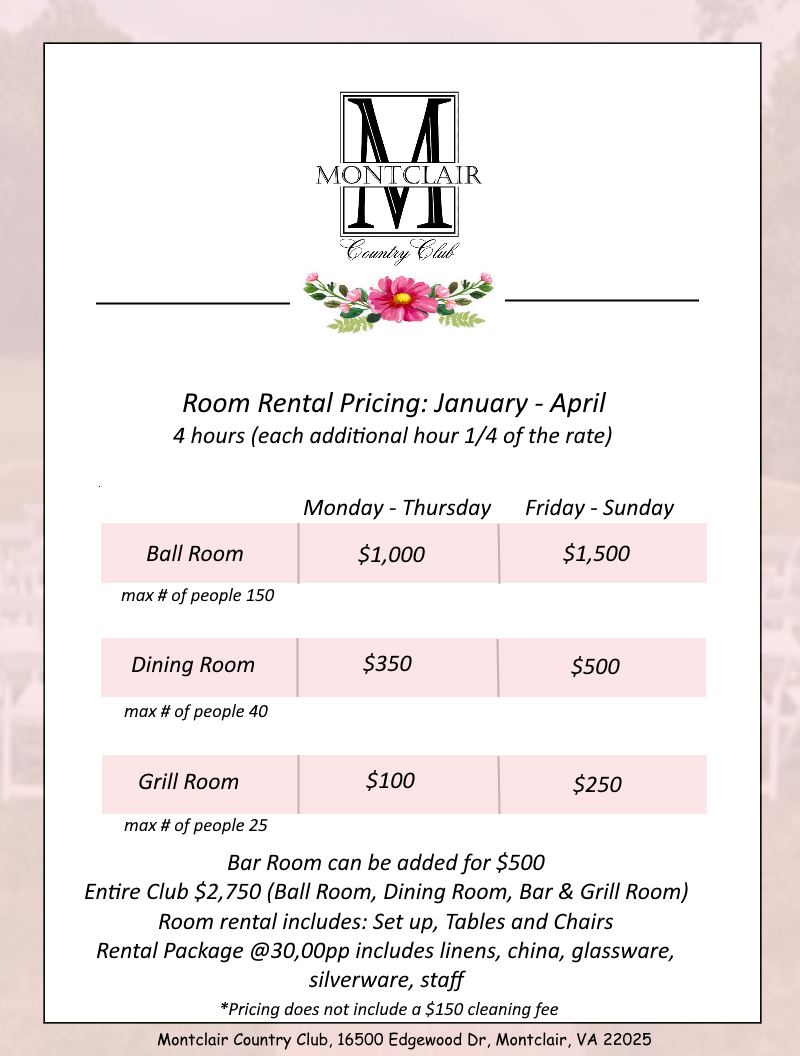 M
MONTCLAIR
Country Club
Room Rental Pricing: January - April
4 hours (each additional hour 1/4 of the rate)
Monday - Thursday Friday - Sunday
Ball Room $1,000 $1,500
max # of people 150
Dining Room $350 $500
max # of people 40
Grill Room $100 $250
max # of people 25
Bar Room can be added for $500
Entire Club $2,750 (Ball Room, Dining Room, Bar & Grill Room)
Room rental includes: Set up, Tables and Chairs
Rental Package @30,00pp includes linens, china, glassware,
silverware, staff
*Pricing does not include a $150 cleaning fee
Montclair Country Club, 16500 Edgewood Dr, Montclair, VA 22025